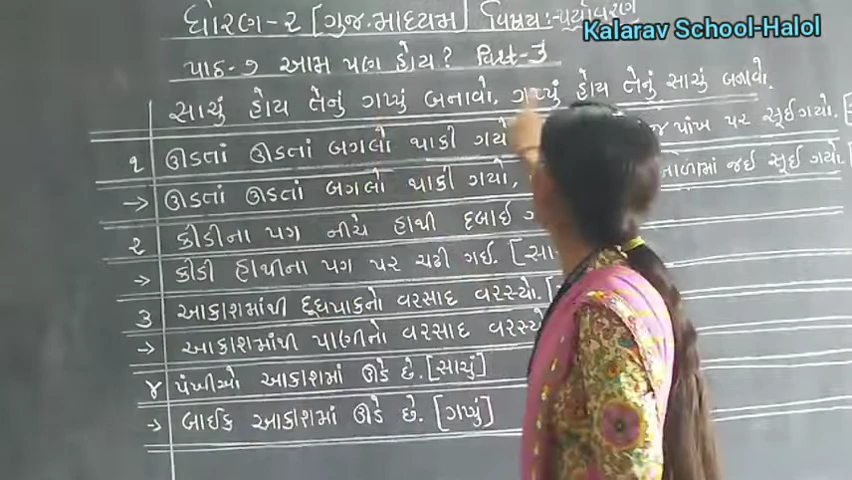 ધોરણ-૨ [ગુજ.માધ્યમ] વિષય:-પર્યાવરણ
Kalarav School-Halol
પાઠ-૭ આમ પણ હોય? વિડિ-૩
સાચું હોય તેનું ગપ્પું બનાવો. ગપ્પું હોય તેનું સાચું બનાવો.
૧ ઊડતાં ઊડતાં બગલો થાકી ગયો પાંખ પર સૂઈ ગયો.
→ ઊડતાં ઊડતાં બગલો થાકી ગયો, જઈ સૂઈ ગયો.
૨ કીડીના પગ નીચે હાથી દબાઈ
→ કીડી હાથીના પગ પર ચઢી ગઈ.
૩ આકાશમાંથી દૂધપાકનો વરસાદ વરસ્યો.
→ આકાશમાંથી પાણીનો વરસાદ વરસ્યો
૪ પંખીઓ આકાશમાં ઊડે છે. [સાચું]
→ બાઈક આકાશમાં ઊડે છે. [ગપ્પું]